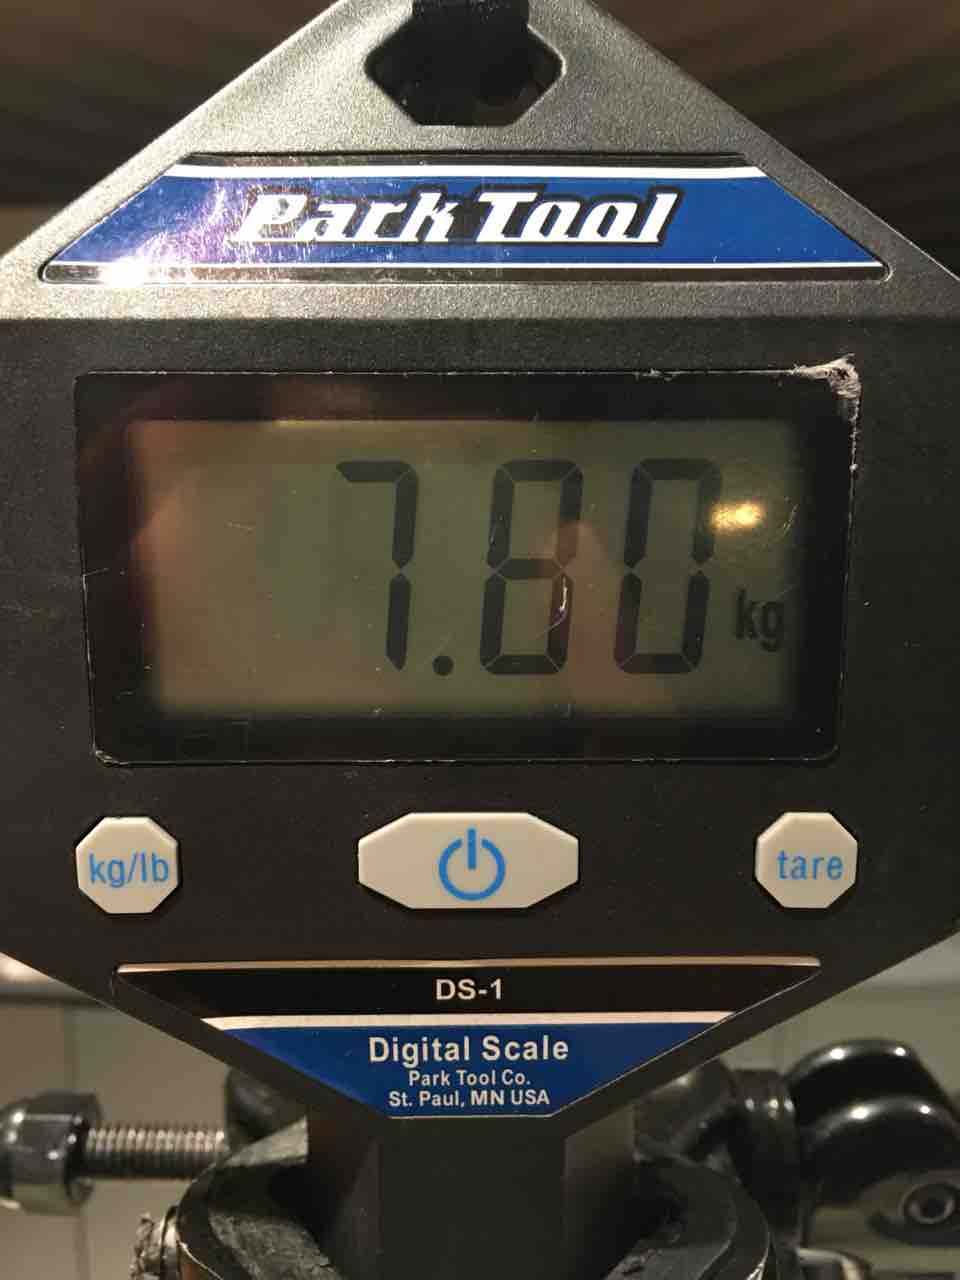 Park Tool
7.80 kg
kg/lb tare
DS-1
Digital Scale
Park Tool Co.
St. Paul, MN USA